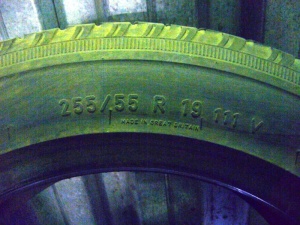 255/55 R 19 111 V
MADE IN GREAT BRITAIN